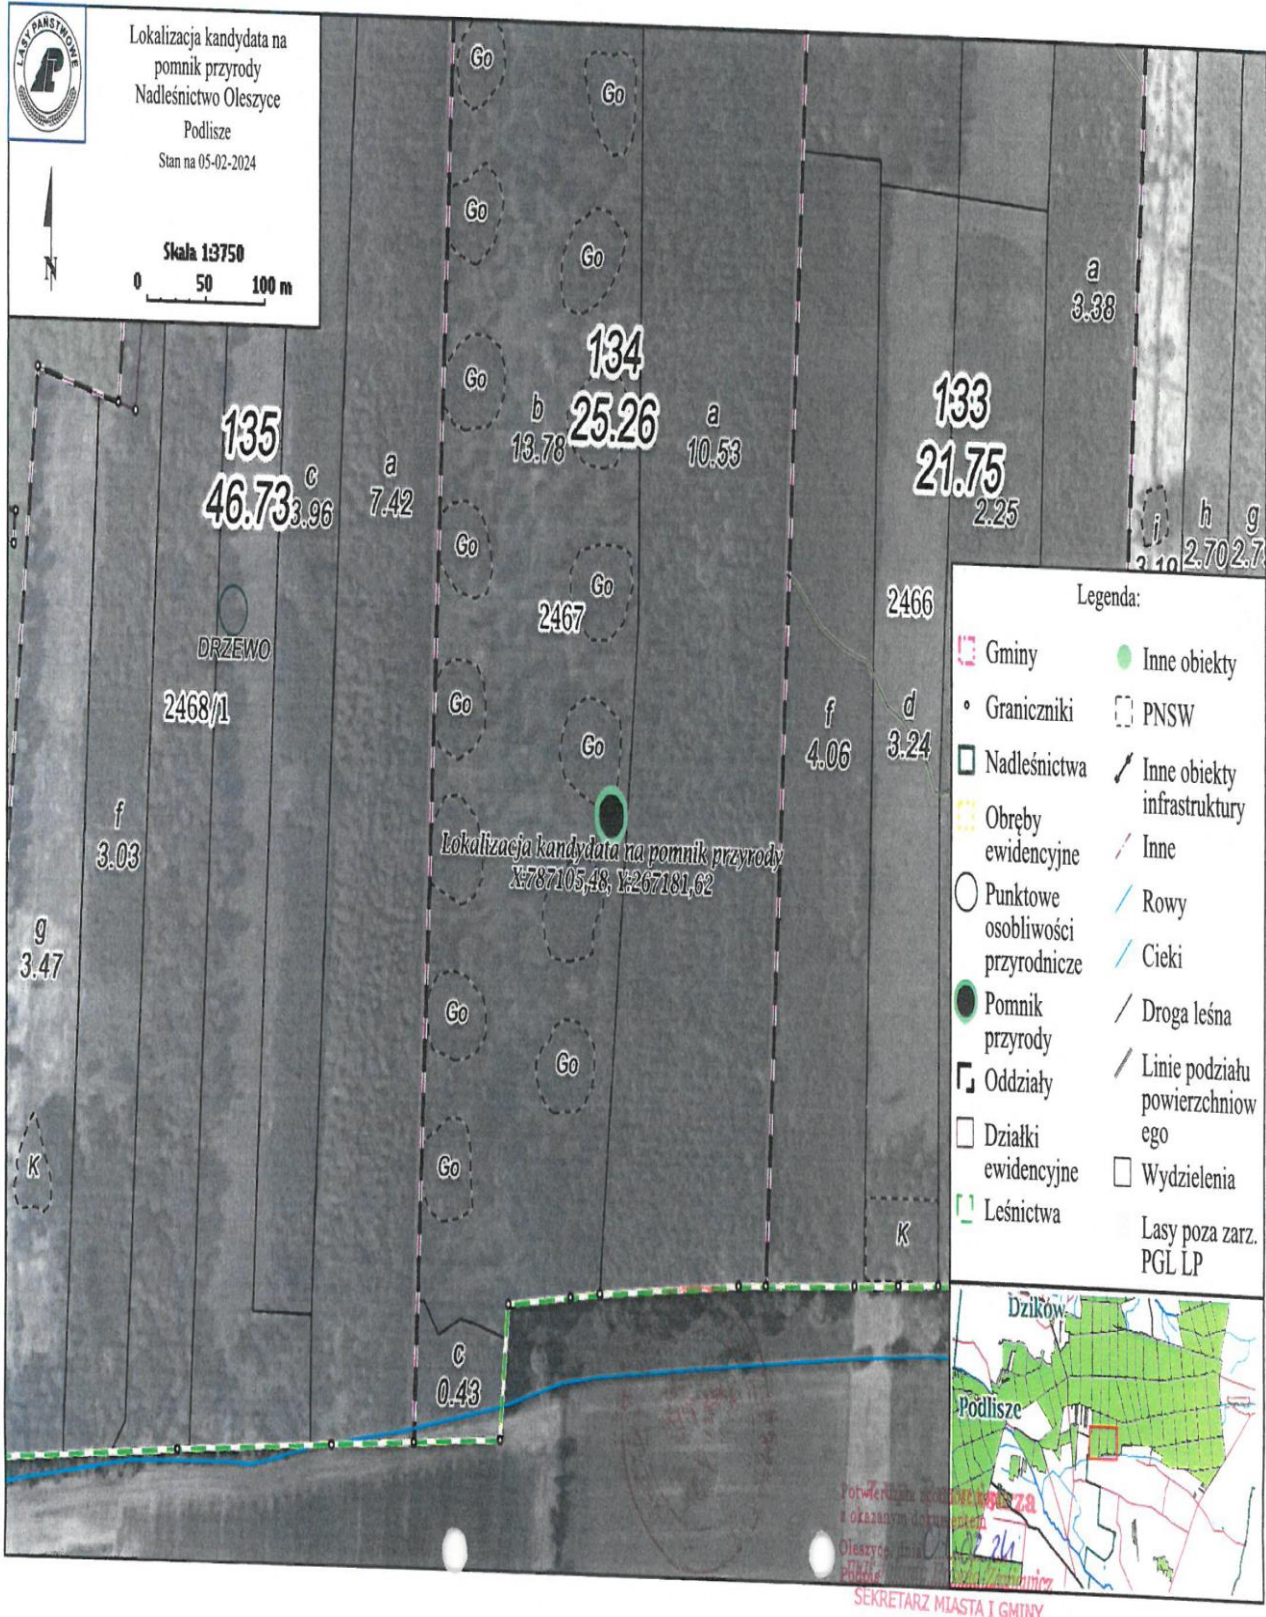 LASY PAŃSTWOWE
Lokalizacja kandydata na
pomnik przyrody
Nadleśnictwo Oleszyce
Podlisze
Stan na 05-02-2024
N
Skala 1:3750
0 50 100 m
Go
Go
Go
Go
Go
Go
Go
Go
Go
Go
Go
Go
134
25.26
b
13.78
a
10.53
135
46.73
c
3.96
a
7.42
133
21.75
2.25
a
3.38
i
3.19
h
2.70
g
DRZEWO
2468/1
2467
2466
f
4.06
d
3.24
f
3.03
g
3.47
K
K
c
0.43
Lokalizacja kandydata na pomnik przyrody
X:787105,48, Y:267181,62
Legenda:
Gminy
Graniczniki
Nadleśnictwa
Obręby
ewidencyjne
Punktowe
osobliwości
przyrodnicze
Pomnik
przyrody
Oddziały
Działki
ewidencyjne
Leśnictwa
Inne obiekty
PNSW
Inne obiekty
infrastruktury
Inne
Rowy
Cieki
Droga leśna
Linie podziału
powierzchniow
ego
Wydzielenia
Lasy poza zarz.
PGL LP
Dzików
Podlisze
z okazanym dokumentem
Oleszyce, dnia
SEKRETARZ MIASTA I GMINY